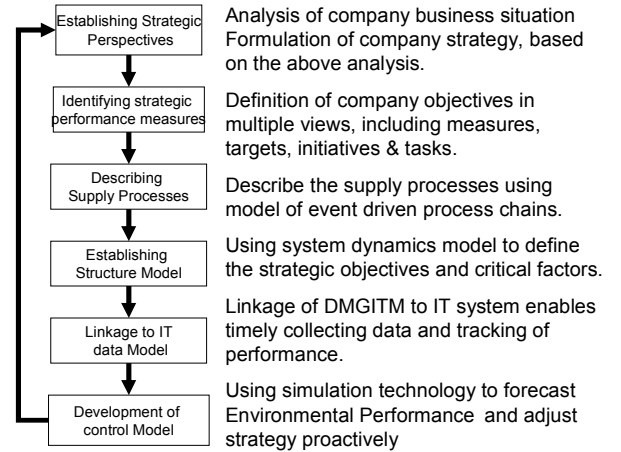 Establishing Strategic
Perspectives
Analysis of company business situation
Formulation of company strategy, based
on the above analysis.
Identifying strategic
performance measures
Definition of company objectives in
multiple views, including measures,
targets, initiatives & tasks.
Describing
Supply Processes
Describe the supply processes using
model of event driven process chains.
Establishing
Structure Model
Using system dynamics model to define
the strategic objectives and critical factors.
Linkage to IT
data Model
Linkage of DMGITM to IT system enables
timely collecting data and tracking of
performance.
Development of
control Model
Using simulation technology to forecast
Environmental Performance and adjust
strategy proactively